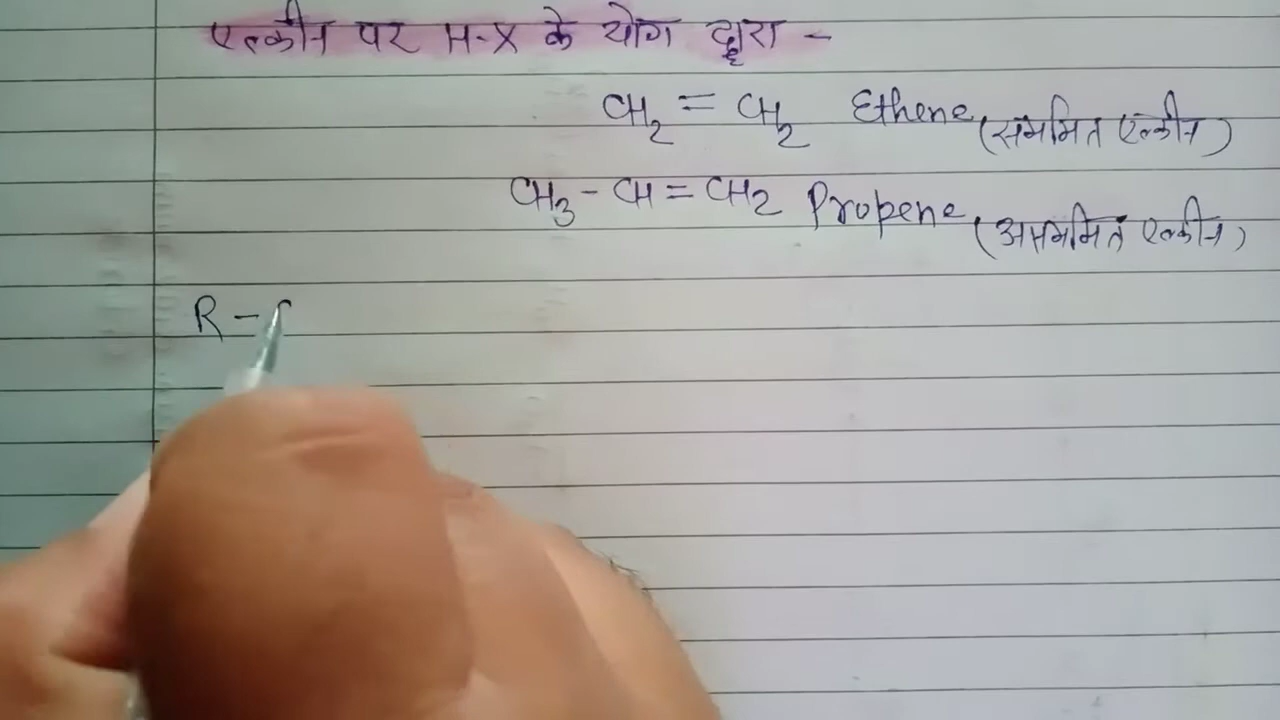 एल्कीन पर H-X के योग द्वारा -
CH2 = CH2 Ethene (सममित एल्कीन)
CH3 - CH = CH2 Propene (असममित एल्कीन)
R -